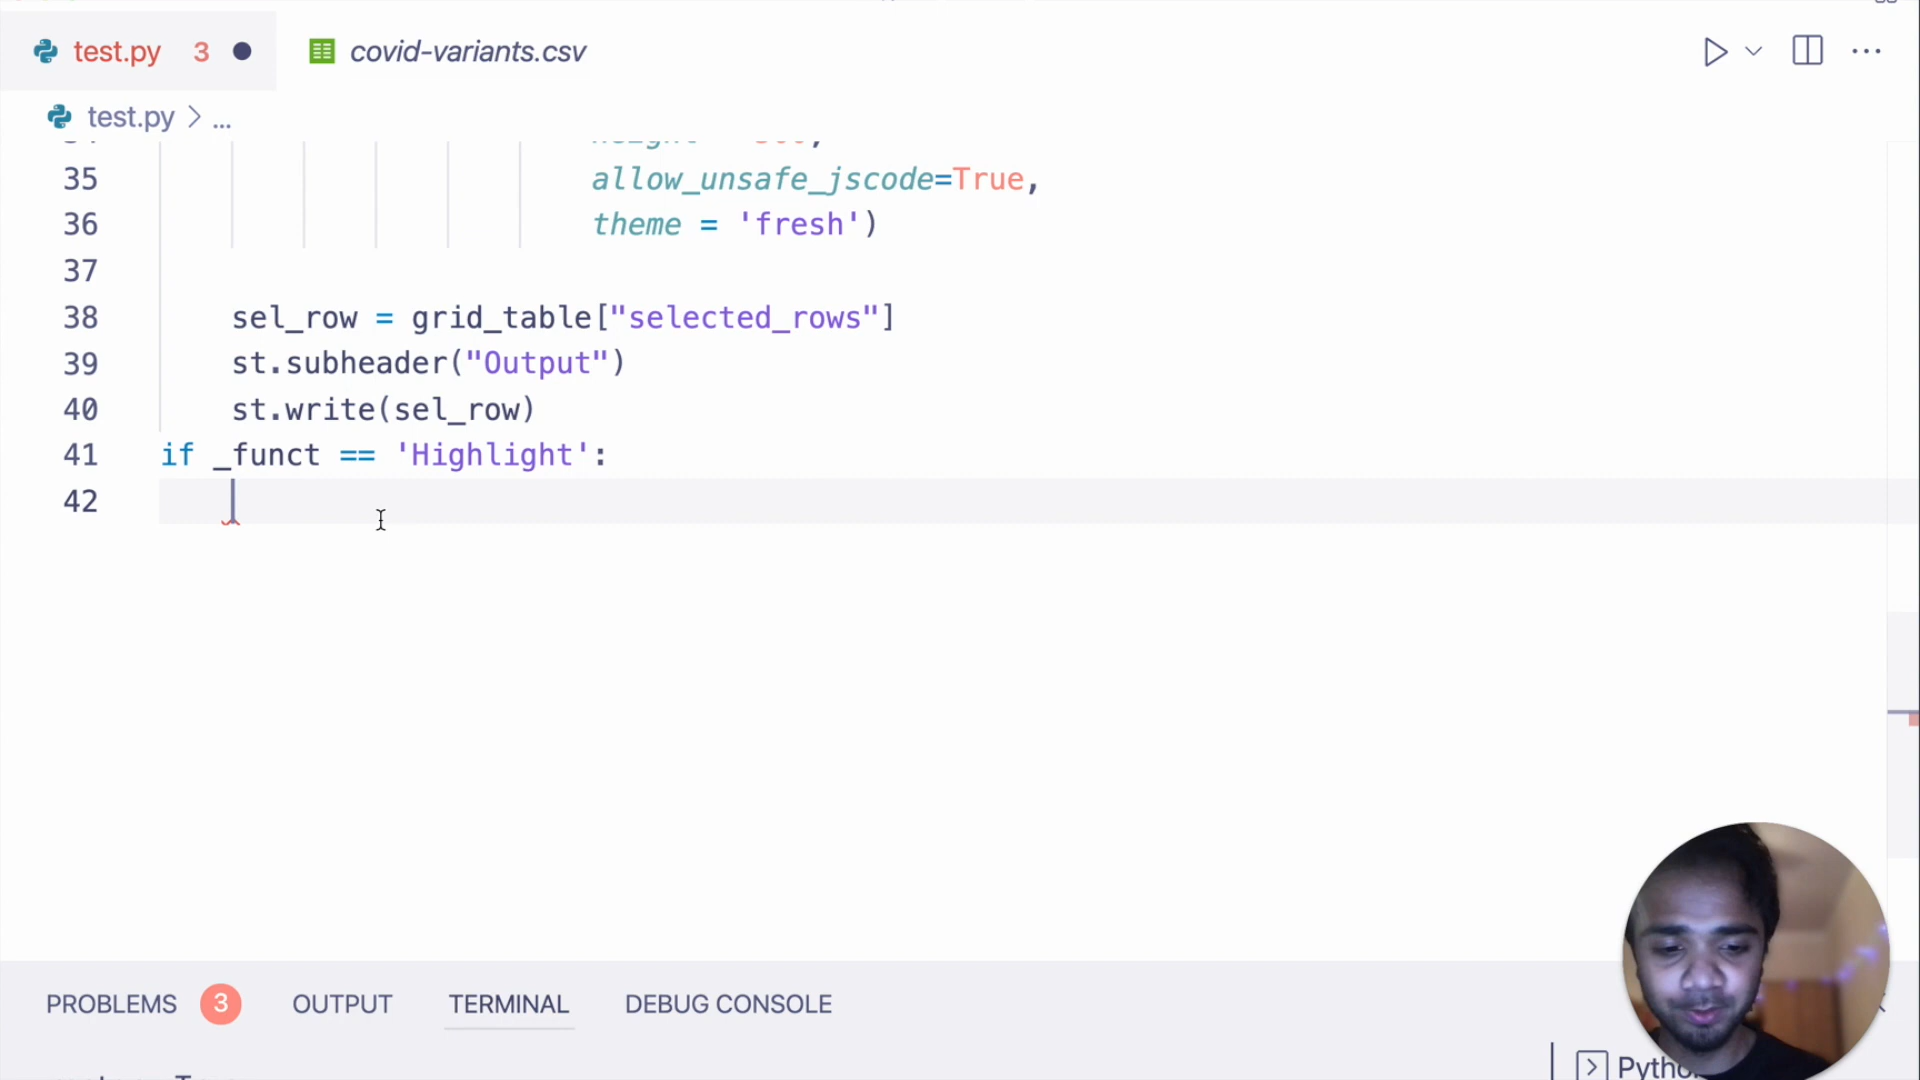 test.py 3 covid-variants.csv
test.py > ...
35 allow_unsafe_jscode=True,
36 theme = 'fresh')
37
38 sel_row = grid_table["selected_rows"]
39 st.subheader("Output")
40 st.write(sel_row)
41 if _funct == 'Highlight':
42
PROBLEMS 3 OUTPUT TERMINAL DEBUG CONSOLE